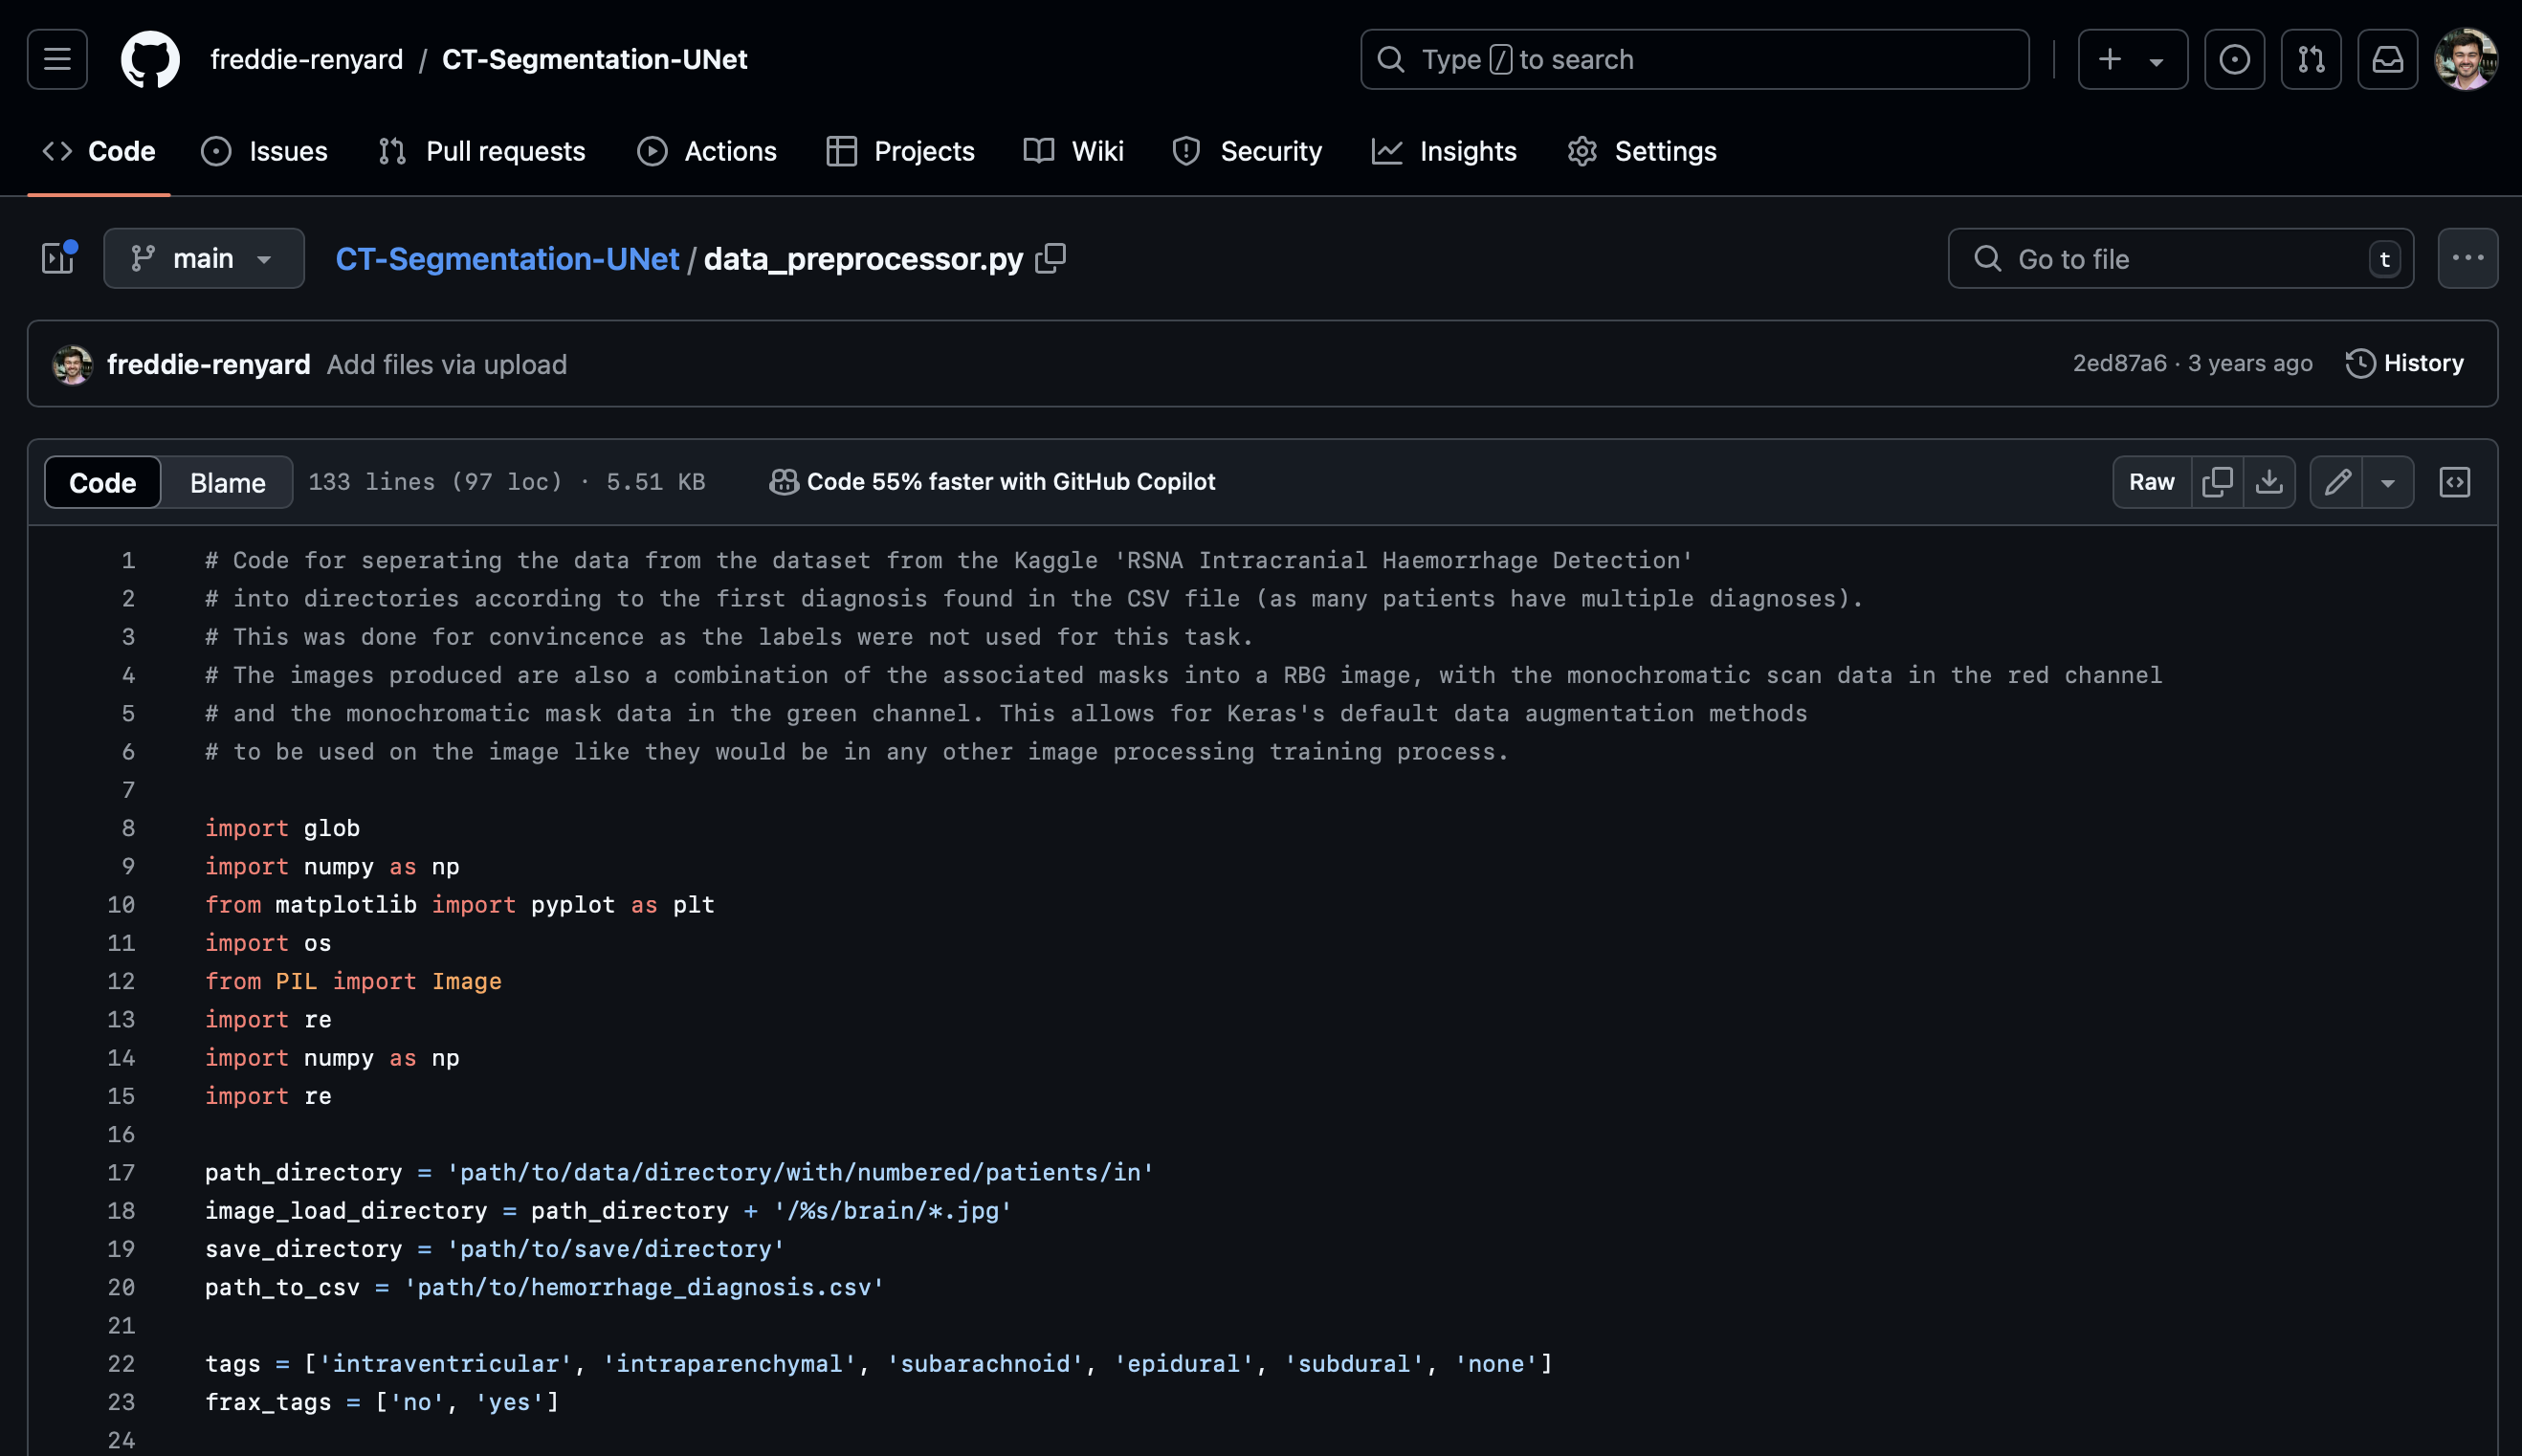 freddie-renyard / CT-Segmentation-UNet
Type / to search
Code Issues Pull requests Actions Projects Wiki Security Insights Settings
main
CT-Segmentation-UNet / data_preprocessor.py
Go to file t
freddie-renyard Add files via upload
2ed87a6 · 3 years ago History
Code Blame 133 lines (97 loc) · 5.51 KB Code 55% faster with GitHub Copilot Raw
1 # Code for seperating the data from the dataset from the Kaggle 'RSNA Intracranial Haemorrhage Detection'
2 # into directories according to the first diagnosis found in the CSV file (as many patients have multiple diagnoses).
3 # This was done for convincence as the labels were not used for this task.
4 # The images produced are also a combination of the associated masks into a RBG image, with the monochromatic scan data in the red channel
5 # and the monochromatic mask data in the green channel. This allows for Keras's default data augmentation methods
6 # to be used on the image like they would be in any other image processing training process.
7
8 import glob
9 import numpy as np
10 from matplotlib import pyplot as plt
11 import os
12 from PIL import Image
13 import re
14 import numpy as np
15 import re
16
17 path_directory = 'path/to/data/directory/with/numbered/patients/in'
18 image_load_directory = path_directory + '/%s/brain/*.jpg'
19 save_directory = 'path/to/save/directory'
20 path_to_csv = 'path/to/hemorrhage_diagnosis.csv'
21
22 tags = ['intraventricular', 'intraparenchymal', 'subarachnoid', 'epidural', 'subdural', 'none']
23 frax_tags = ['no', 'yes']
24